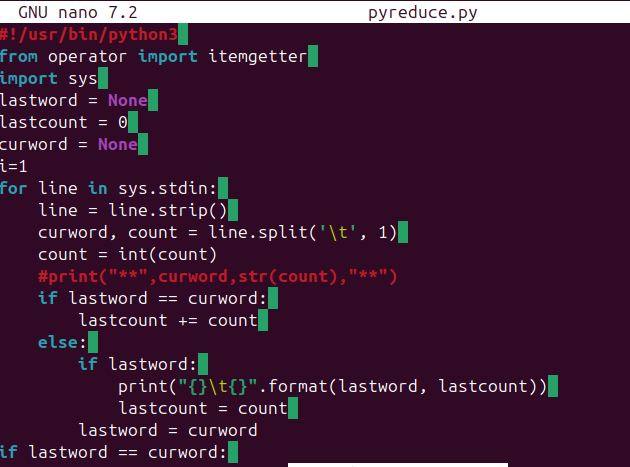 GNU nano 7.2 pyreduce.py
#!/usr/bin/python3
from operator import itemgetter
import sys
lastword = None
lastcount = 0
curword = None
i=1
for line in sys.stdin:
    line = line.strip()
    curword, count = line.split('\t', 1)
    count = int(count)
    #print("**",curword,str(count),"**")
    if lastword == curword:
        lastcount += count
    else:
        if lastword:
            print("{}\t{}".format(lastword, lastcount))
            lastcount = count
        lastword = curword
if lastword == curword: